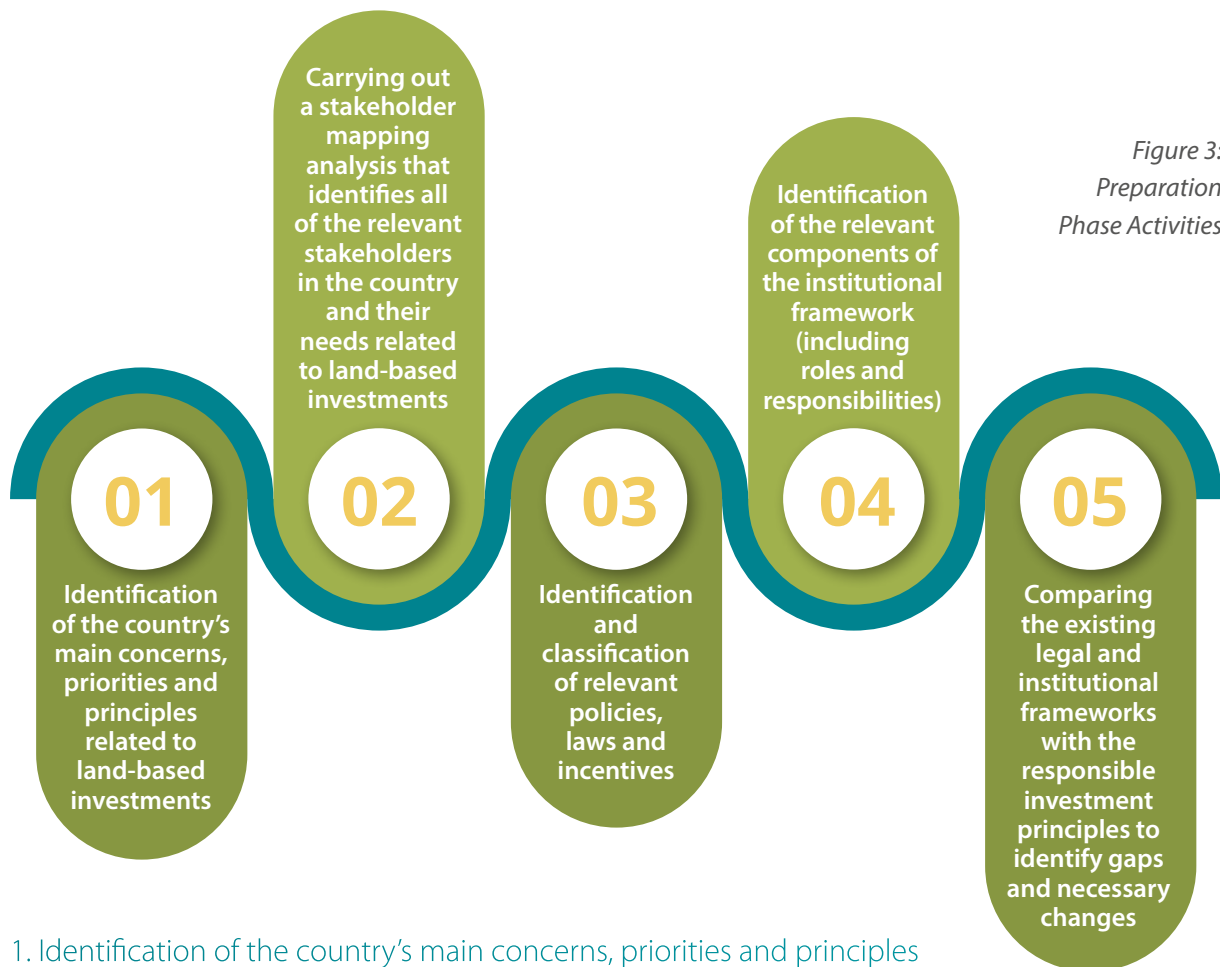 Figure 3:
Preparation
Phase Activities
01
Identification
of the country's
main concerns,
priorities and
principles
related to
land-based
investments
Carrying out
a stakeholder
mapping
analysis that
identifies all
of the relevant
stakeholders
in the country
and their
needs related
to land-based
investments
02
03
Identification
and
classification
of relevant
policies,
laws and
incentives
Identification
of the relevant
components of
the institutional
framework
(including
roles and
responsibilities)
04
05
Comparing
the existing
legal and
institutional
frameworks
with the
responsible
investment
principles to
identify gaps
and necessary
changes
1. Identification of the country's main concerns, priorities and principles